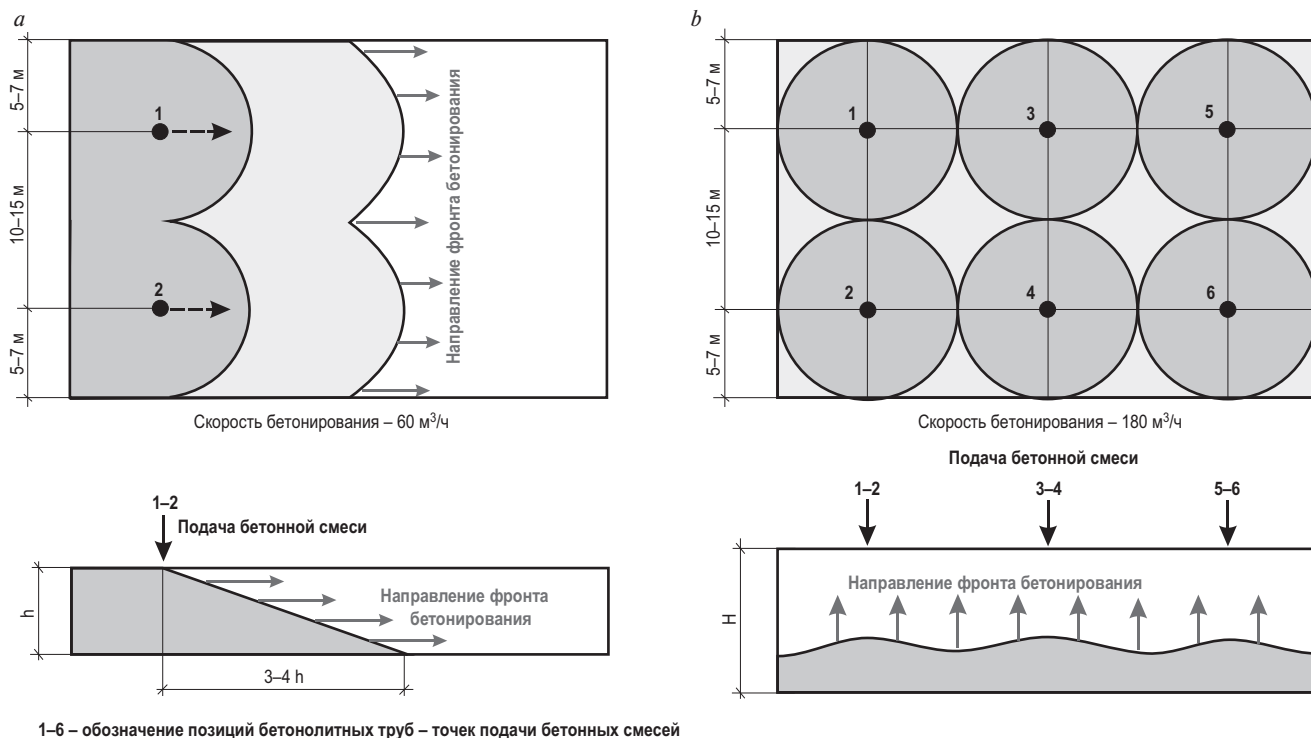 a
5–7 м
10–15 м
5–7 м
1
2
Направление фронта бетонирования
Скорость бетонирования – 60 м³/ч
1–2
Подача бетонной смеси
h
Направление фронта
бетонирования
3–4 h
b
5–7 м
10–15 м
5–7 м
1
3
5
2
4
6
Скорость бетонирования – 180 м³/ч
Подача бетонной смеси
1–2
3–4
5–6
H
Направление фронта бетонирования
1–6 – обозначение позиций бетонолитных труб – точек подачи бетонных смесей